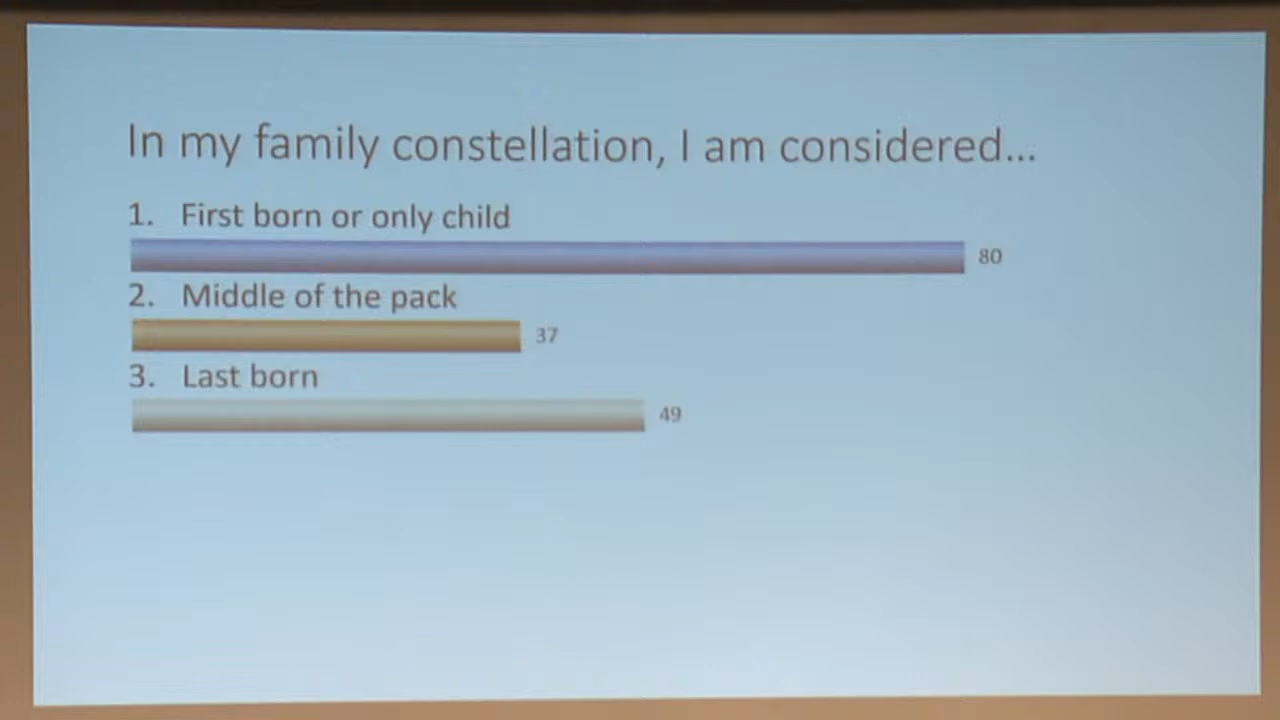 In my family constellation, I am considered...
1. First born or only child
80
2. Middle of the pack
37
3. Last born
49